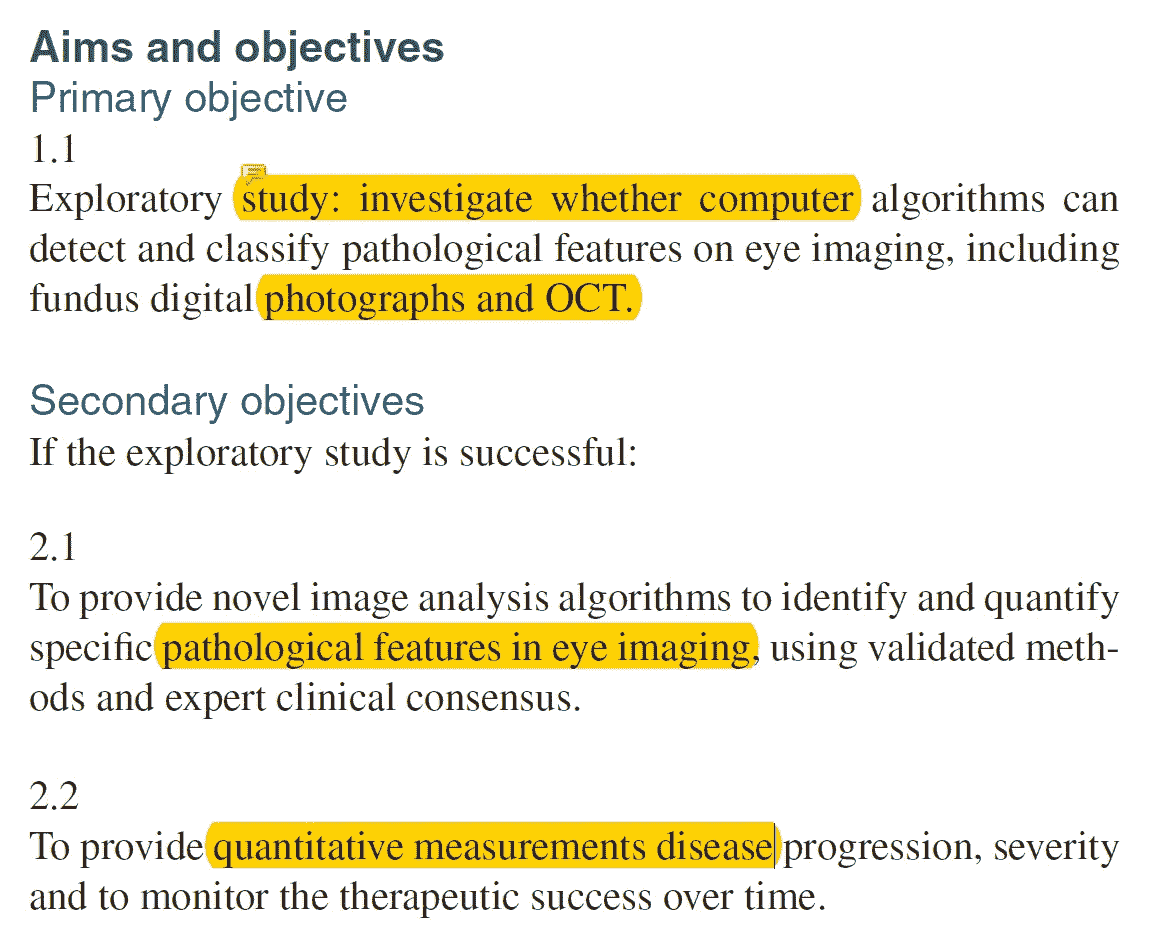 Aims and objectives
Primary objective
1.1
Exploratory study: investigate whether computer algorithms can
detect and classify pathological features on eye imaging, including
fundus digital photographs and OCT.
Secondary objectives
If the exploratory study is successful:
2.1
To provide novel image analysis algorithms to identify and quantify
specific pathological features in eye imaging, using validated meth-
ods and expert clinical consensus.
2.2
To provide quantitative measurements disease progression, severity
and to monitor the therapeutic success over time.